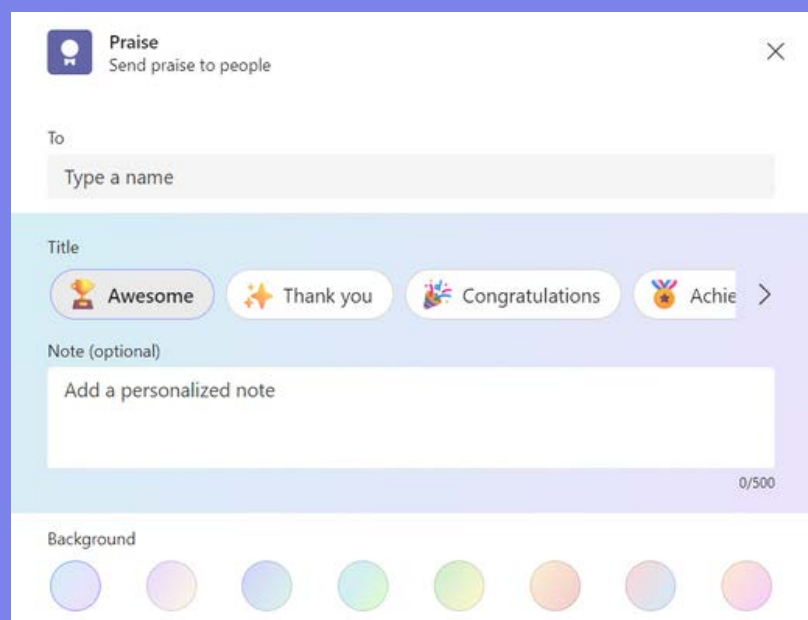 Praise
Send praise to people
To
Type a name
Title
Awesome
Thank you
Congratulations
Achie
Note (optional)
Add a personalized note
0/500
Background